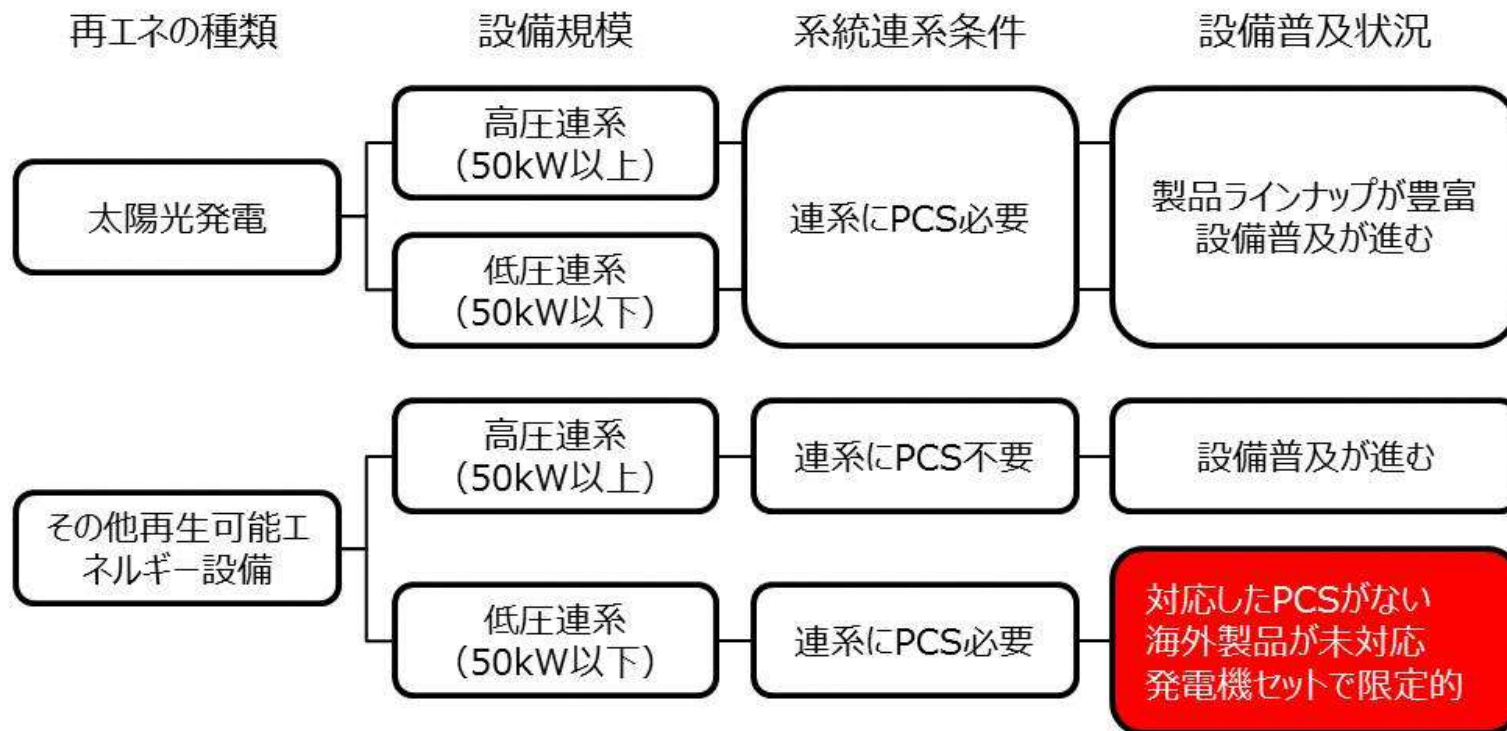 再エネの種類
設備規模
系統連系条件
設備普及状況
太陽光発電
高圧連系
（50kW以上）
低圧連系
（50kW以下）
連系にPCS必要
製品ラインナップが豊富
設備普及が進む
その他再生可能エ
ネルギー設備
高圧連系
（50kW以上）
連系にPCS不要
設備普及が進む
低圧連系
（50kW以下）
連系にPCS必要
対応したPCSがない
海外製品が未対応
発電機セットで限定的